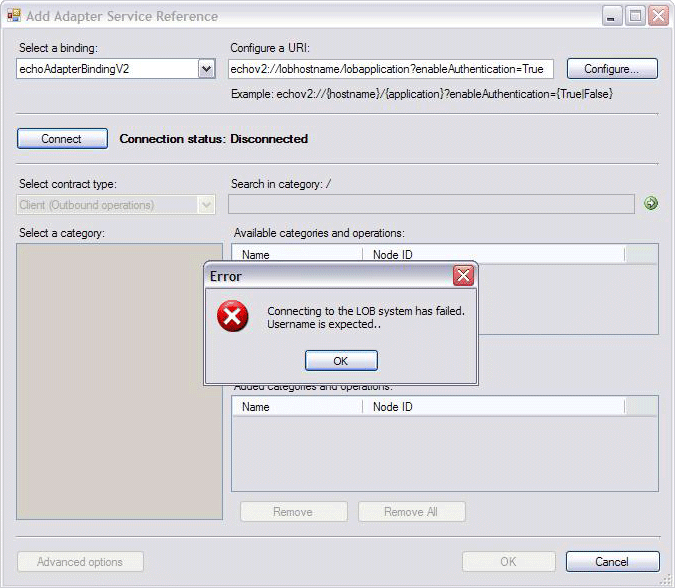 Add Adapter Service Reference
Select a binding:
Configure a URI:
echoAdapterBindingV2
echov2://lobhostname/lobapplication?enableAuthentication=True
Configure...
Example: echov2://{hostname}/{application}?enableAuthentication={True|False}
Connect
Connection status: Disconnected
Select contract type:
Search in category: /
Client (Outbound operations)
Select a category:
Available categories and operations:
Name
Node ID
Error
Connecting to the LOB system has failed.
Username is expected..
OK
Added categories and operations:
Name
Node ID
Remove
Remove All
Advanced options
OK
Cancel